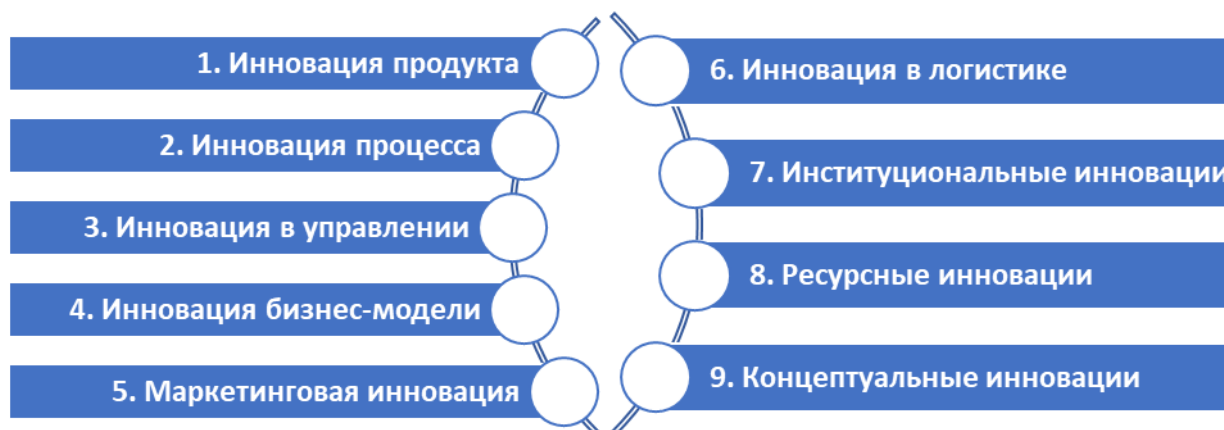 1. Инновация продукта
2. Инновация процесса
3. Инновация в управлении
4. Инновация бизнес-модели
5. Маркетинговая инновация
6. Инновация в логистике
7. Институциональные инновации
8. Ресурсные инновации
9. Концептуальные инновации